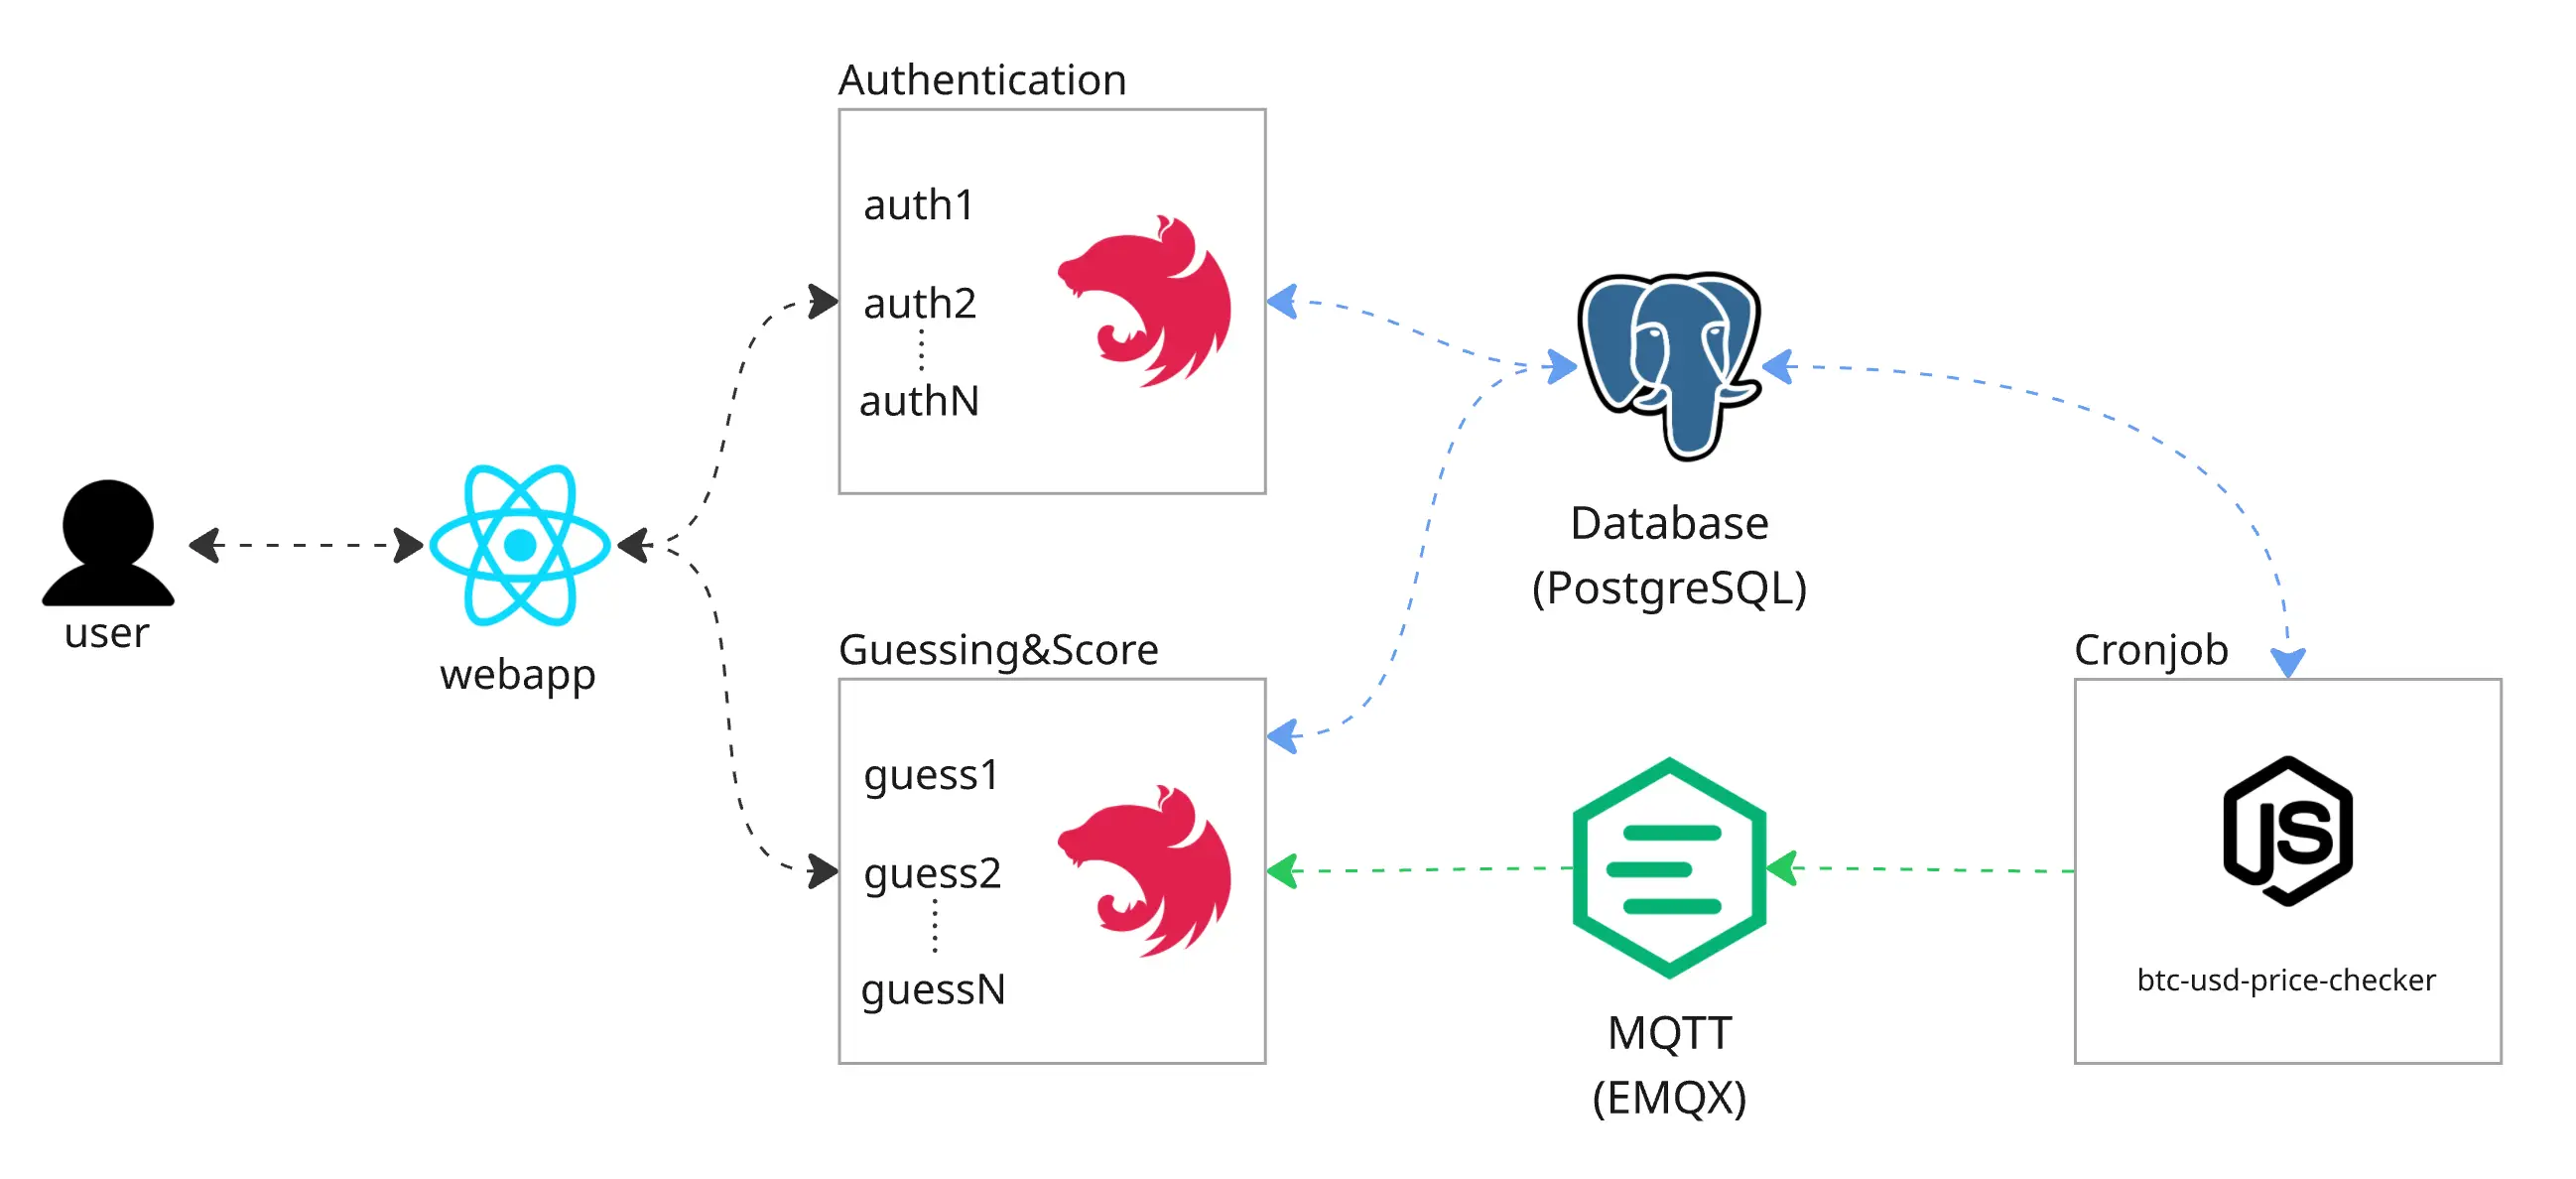 Authentication
auth1
auth2
authN
user
webapp
Guessing&Score
guess1
guess2
guessN
Database
(PostgreSQL)
MQTT
(EMQX)
Cronjob
JS
btc-usd-price-checker